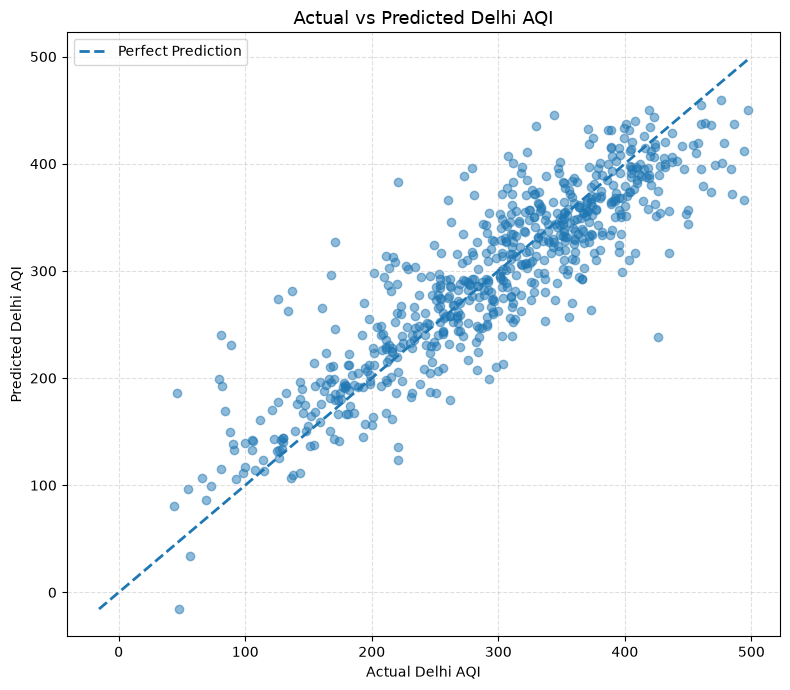 Actual vs Predicted Delhi AQI
Perfect Prediction
Predicted Delhi AQI
500
400
300
200
100
0
0 100 200 300 400 500
Actual Delhi AQI